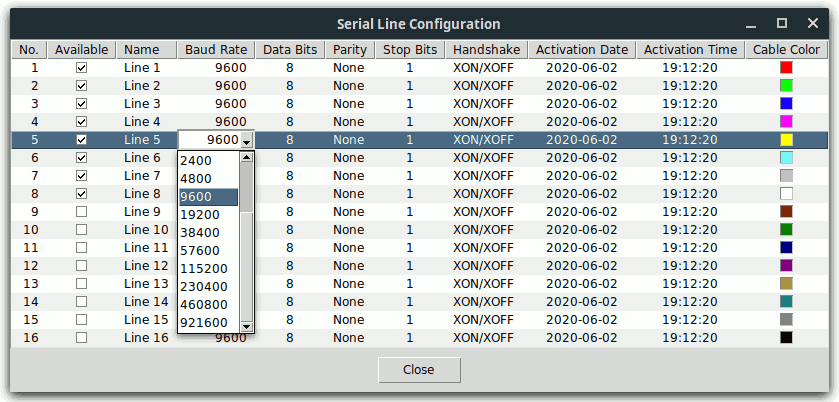 Serial Line Configuration
No. Available Name Baud Rate Data Bits Parity Stop Bits Handshake Activation Date Activation Time Cable Color
1 Line 1 9600 8 None 1 XON/XOFF 2020-06-02 19:12:20
2 Line 2 9600 8 None 1 XON/XOFF 2020-06-02 19:12:20
3 Line 3 9600 8 None 1 XON/XOFF 2020-06-02 19:12:20
4 Line 4 9600 8 None 1 XON/XOFF 2020-06-02 19:12:20
5 Line 5 9600 8 None 1 XON/XOFF 2020-06-02 19:12:20
6 Line 6 2400 8 None 1 XON/XOFF 2020-06-02 19:12:20
7 Line 7 4800 8 None 1 XON/XOFF 2020-06-02 19:12:20
8 Line 8 9600 8 None 1 XON/XOFF 2020-06-02 19:12:20
9 Line 9 19200 8 None 1 XON/XOFF 2020-06-02 19:12:20
10 Line 10 38400 8 None 1 XON/XOFF 2020-06-02 19:12:20
11 Line 11 57600 8 None 1 XON/XOFF 2020-06-02 19:12:20
12 Line 12 115200 8 None 1 XON/XOFF 2020-06-02 19:12:20
13 Line 13 230400 8 None 1 XON/XOFF 2020-06-02 19:12:20
14 Line 14 460800 8 None 1 XON/XOFF 2020-06-02 19:12:20
15 Line 15 921600 8 None 1 XON/XOFF 2020-06-02 19:12:20
16 Line 16 9600 8 None 1 XON/XOFF 2020-06-02 19:12:20
Close